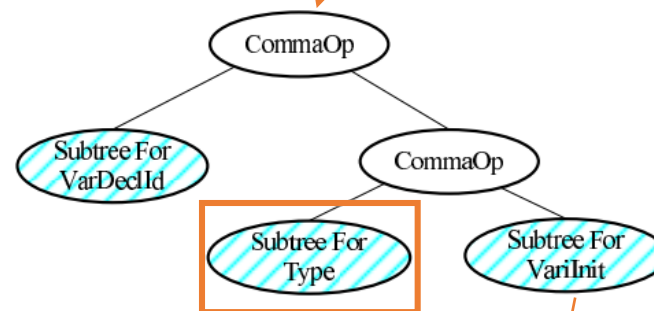 CommaOp
Subtree For
VarDeclId
CommaOp
Subtree For
Type
Subtree For
VariInit